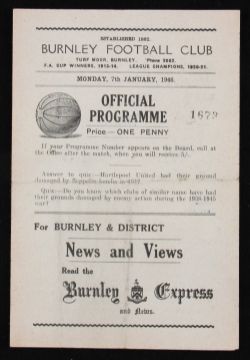 ESTABLISHED 1882.
BURNLEY FOOTBALL CLUB
TURF MOOR, BURNLEY. Phone 2882.
F.A. CUP WINNERS, 1913-14. LEAGUE CHAMPIONS, 1920-21.
MONDAY, 7th JANUARY, 1946.
OFFICIAL
PROGRAMME
Price— ONE PENNY
1679
If your Programme Number appears on the Board, call at
the Office after the match, when you will receive 5/-.
Answer to quiz—Hartlepool United had their ground
damaged by Zeppelin bombs in
Quiz—Do you know which clubs of similar name have had
their grounds damaged by enemy action during the 1939-1945
war?
For BURNLEY & DISTRICT
News and Views
Read the
Burnley Express
and News.